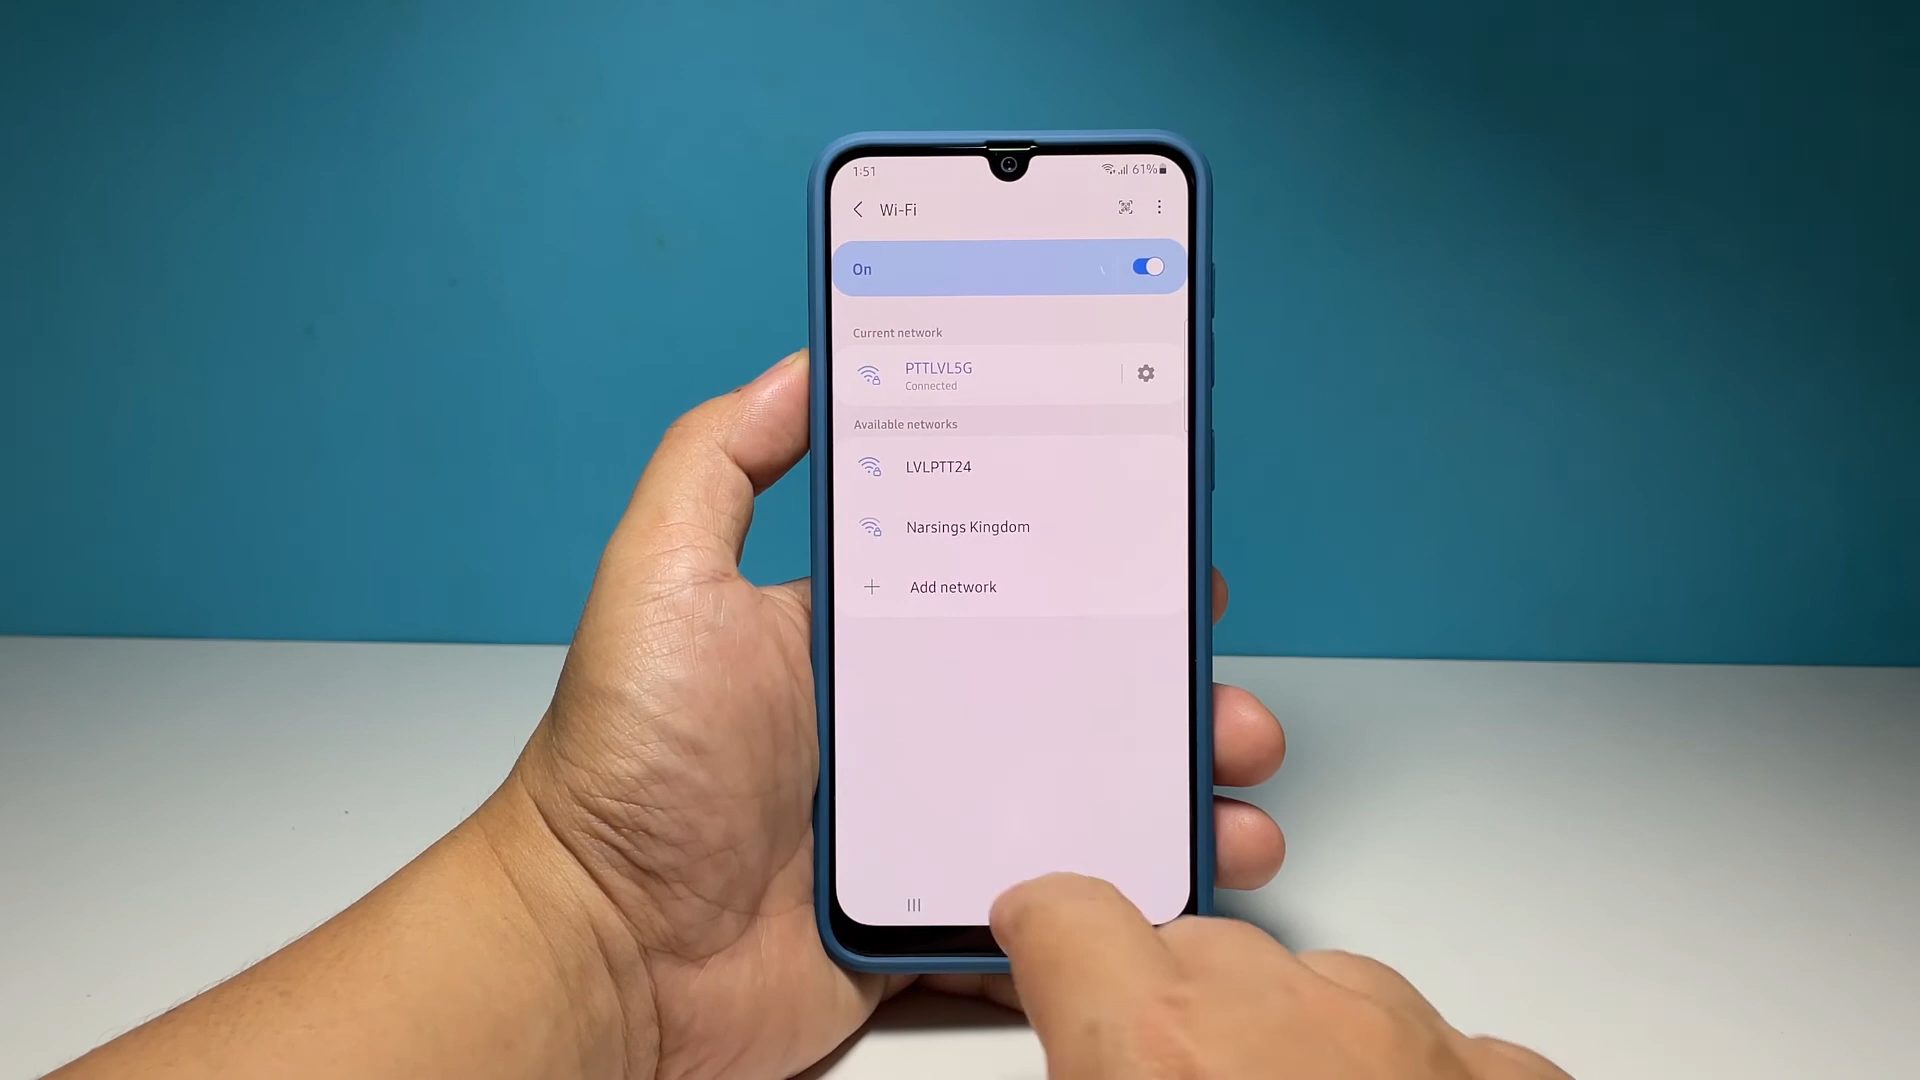 1:51
61%
Wi-Fi
On
Current network
PTTLVL5G
Connected
Available networks
LVLPTT24
Narsings Kingdom
Add network